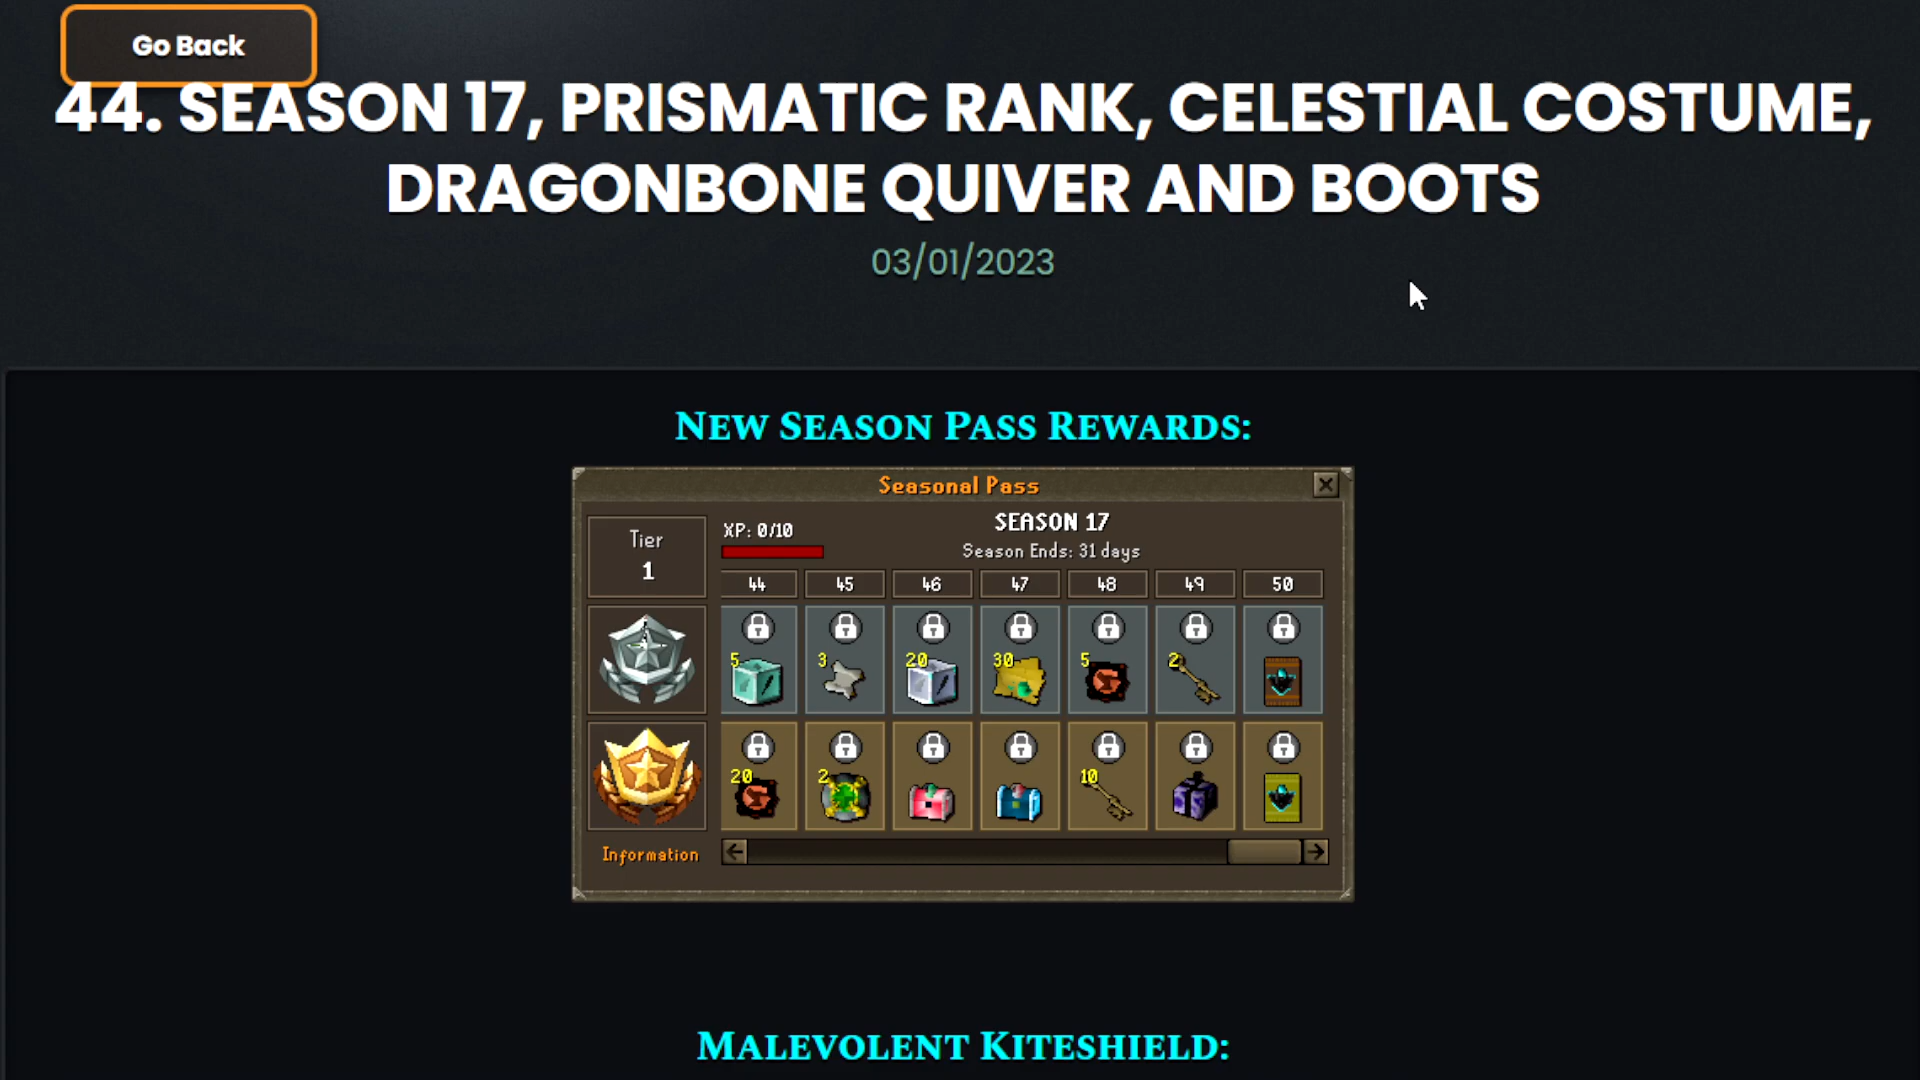 Go Back
44. SEASON 17, PRISMATIC RANK, CELESTIAL COSTUME,
DRAGONBONE QUIVER AND BOOTS
03/01/2023
NEW SEASON PASS REWARDS:
Seasonal Pass
Tier
1
XP: 0/10
SEASON 17
Season Ends: 31 days
44 45 46 47 48 49 50
5 3 20 30 5 2
20 2 10
Information
MALEVOLENT KITESHIELD: